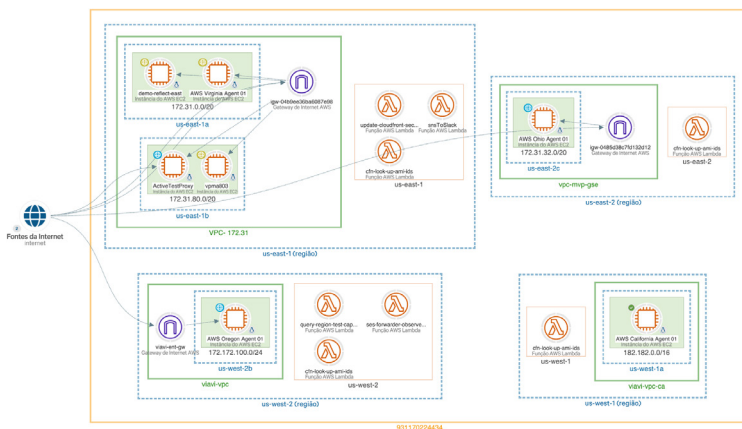 demo-reflect-east
Instância do AWS EC2
AWS Virginia Agent 01
Instância do AWS EC2
172.31.0.0/20
us-east-1a
igw-04b9ee36ba6087e96
Gateway de Internet AWS
ActiveTestProxy
Instância do AWS EC2
vpma803
Instância do AWS EC2
172.31.80.0/20
us-east-1b
VPC- 172.31
update-cloudfront-sec...
Função AWS Lambda
snsToSlack
Função AWS Lambda
cfn-look-up-ami-ids
Função AWS Lambda
us-east-1
us-east-1 (região)
AWS Ohio Agent 01
Instância do AWS EC2
172.31.32.0/20
us-east-2c
igw-0485d38c7fd132d12
Gateway de Internet AWS
vpc-mvp-gse
cfn-look-up-ami-ids
Função AWS Lambda
us-east-2
us-east-2 (região)
Fontes da Internet
internet
viavi-ent-gw
Gateway de Internet AWS
AWS Oregon Agent 01
Instância do AWS EC2
172.172.100.0/24
us-west-2b
viavi-vpc
query-region-test-cap...
Função AWS Lambda
ses-forwarder-observe...
Função AWS Lambda
cfn-look-up-ami-ids
Função AWS Lambda
us-west-2
us-west-2 (região)
cfn-look-up-ami-ids
Função AWS Lambda
us-west-1
AWS California Agent 01
Instância do AWS EC2
182.182.0.0/16
us-west-1a
viavi-vpc-ca
us-west-1 (região)
931170224434